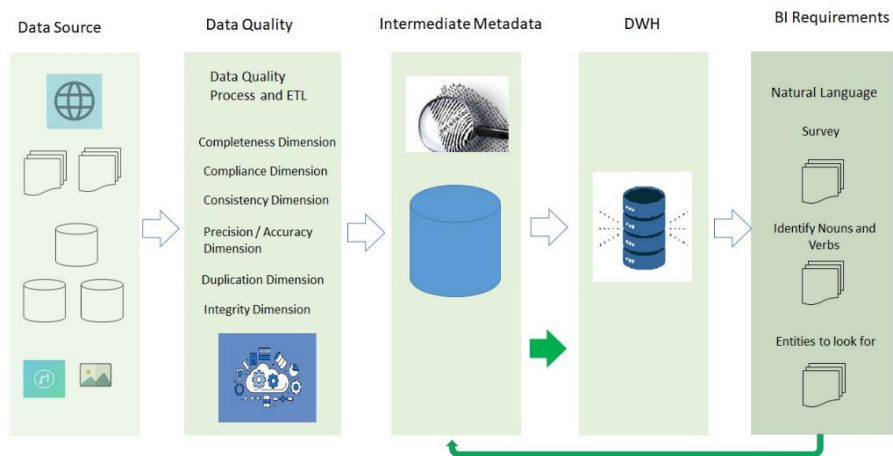 Data Source
Data Quality
Intermediate Metadata
DWH
BI Requirements
Data Quality
Process and ETL
Completeness Dimension
Compliance Dimension
Consistency Dimension
Precision / Accuracy
Dimension
Duplication Dimension
Integrity Dimension
Natural Language
Survey
Identify Nouns and
Verbs
Entities to look for